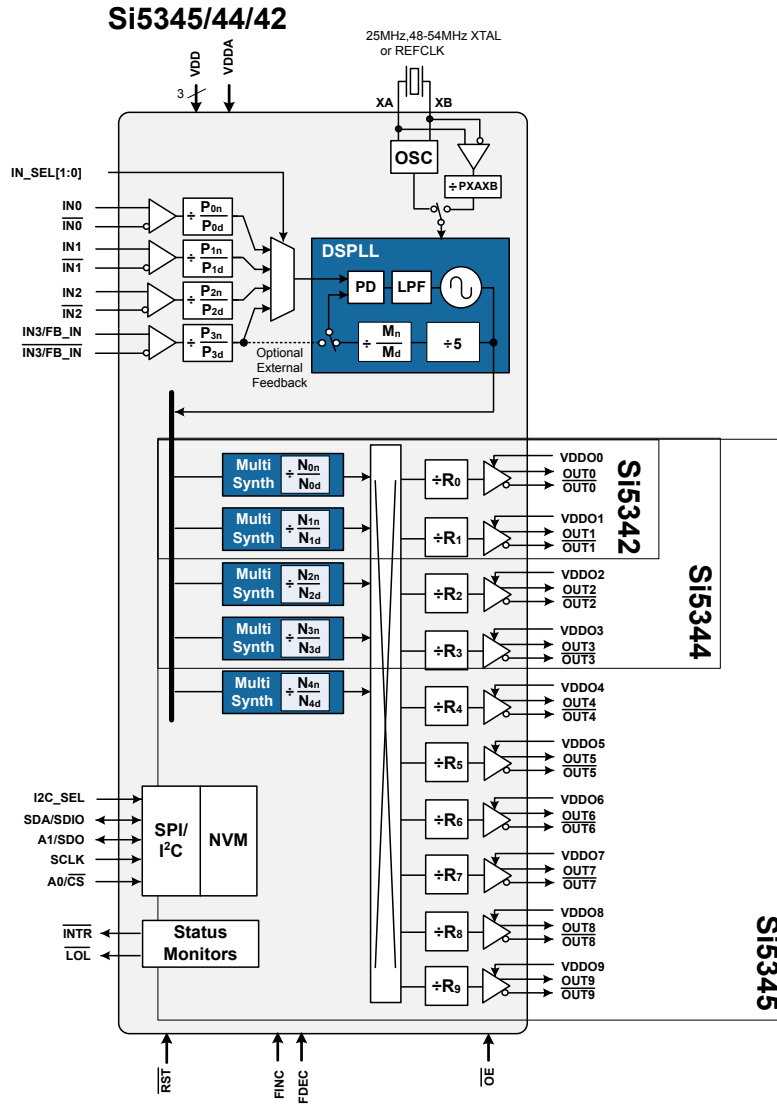 Si5345/44/42
25MHz,48-54MHz XTAL
or REFCLK
VDD
VDDA
3
XA
XB
OSC
÷PXAXB
IN_SEL[1:0]
IN0
IN0
÷ P0n
P0d
IN1
IN1
÷ P1n
P1d
IN2
IN2
÷ P2n
P2d
IN3/FB_IN
IN3/FB_IN
÷ P3n
P3d
DSPLL
PD
LPF
÷ Mn
Md
÷5
Optional
External
Feedback
Multi
Synth
÷ N0n
N0d
Multi
Synth
÷ N1n
N1d
Multi
Synth
÷ N2n
N2d
Multi
Synth
÷ N3n
N3d
Multi
Synth
÷ N4n
N4d
÷R0
VDDO0
OUT0
OUT0
÷R1
VDDO1
OUT1
OUT1
÷R2
VDDO2
OUT2
OUT2
÷R3
VDDO3
OUT3
OUT3
÷R4
VDDO4
OUT4
OUT4
÷R5
VDDO5
OUT5
OUT5
÷R6
VDDO6
OUT6
OUT6
÷R7
VDDO7
OUT7
OUT7
÷R8
VDDO8
OUT8
OUT8
÷R9
VDDO9
OUT9
OUT9
Si5342
Si5344
Si5345
I2C_SEL
SDA/SDIO
A1/SDO
SCLK
A0/CS
SPI/
I²C
NVM
INTR
LOL
Status
Monitors
RST
FINC
FDEC
OE